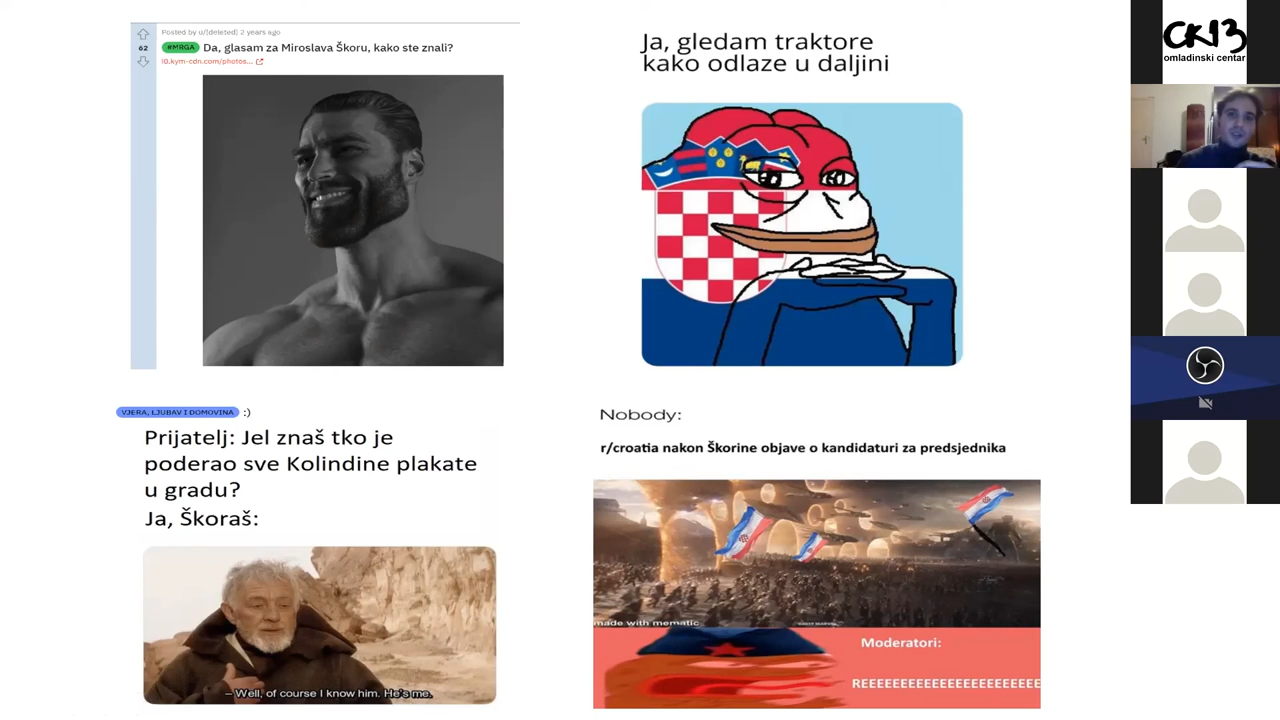 Posted by u/[deleted] 2 years ago
62
#MRGA Da, glasam za Miroslava Škoru, kako ste znali?
i0.kym-cdn.com/photos...
Ja, gledam traktore
kako odlaze u daljini
VJERA, LJUBAV I DOMOVINA :)
Prijatelj: Jel znaš tko je
poderao sve Kolindine plakate
u gradu?
Ja, Škoraš:
– Well, of course I know him. He's me.
Nobody:
r/croatia nakon Škorine objave o kandidaturi za predsjednika
made with mematic
Moderatori:
REEEEEEEEEEEEEEEEEEEEEEE
CK13
omladinski centar